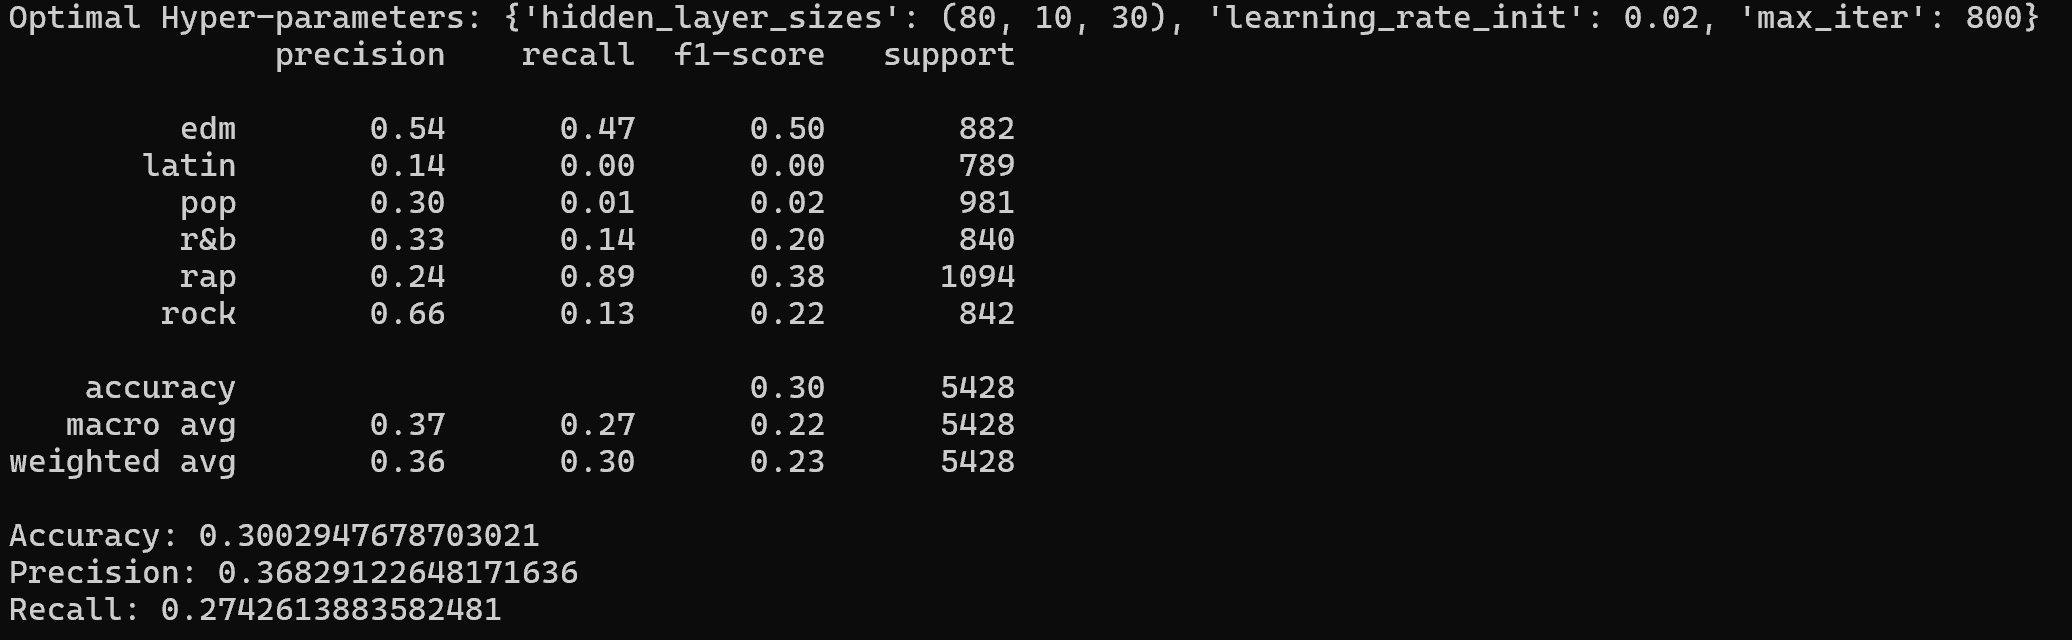 Optimal Hyper-parameters: {'hidden_layer_sizes': (80, 10, 30), 'learning_rate_init': 0.02, 'max_iter': 800}
              precision    recall  f1-score   support

         edm       0.54      0.47      0.50       882
       latin       0.14      0.00      0.00       789
         pop       0.30      0.01      0.02       981
         r&b       0.33      0.14      0.20       840
         rap       0.24      0.89      0.38      1094
        rock       0.66      0.13      0.22       842

    accuracy                           0.30      5428
   macro avg       0.37      0.27      0.22      5428
weighted avg       0.36      0.30      0.23      5428

Accuracy: 0.3002947678703021
Precision: 0.36829122648171636
Recall: 0.2742613883582481